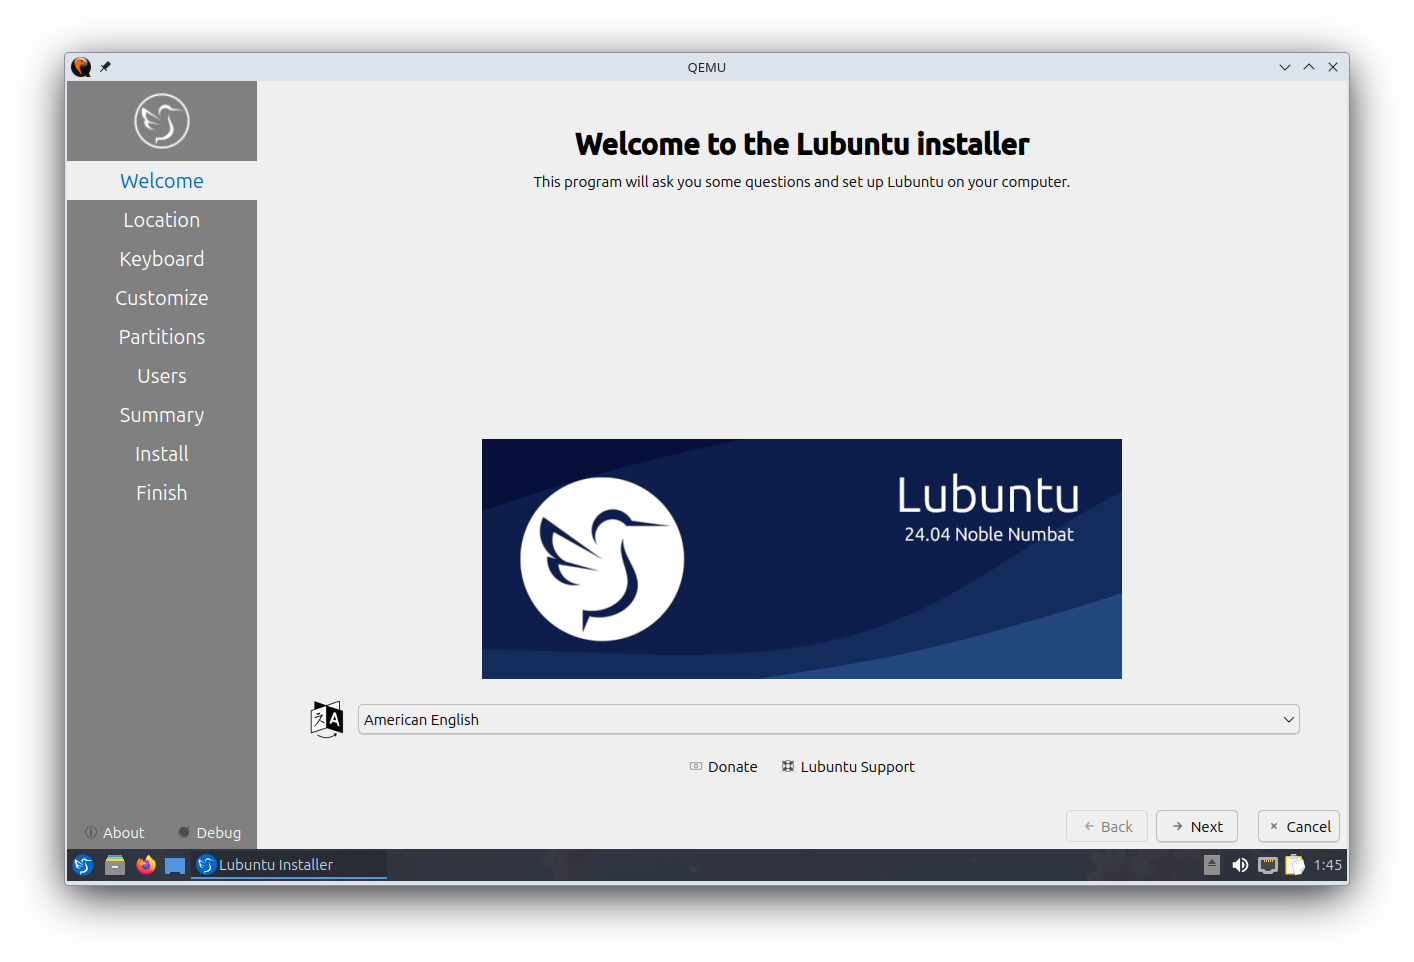 QEMU
Welcome
Location
Keyboard
Customize
Partitions
Users
Summary
Install
Finish
About
Debug
Welcome to the Lubuntu installer
This program will ask you some questions and set up Lubuntu on your computer.
Lubuntu
24.04 Noble Numbat
American English
Donate
Lubuntu Support
Back
Next
Cancel
Lubuntu Installer
1:45